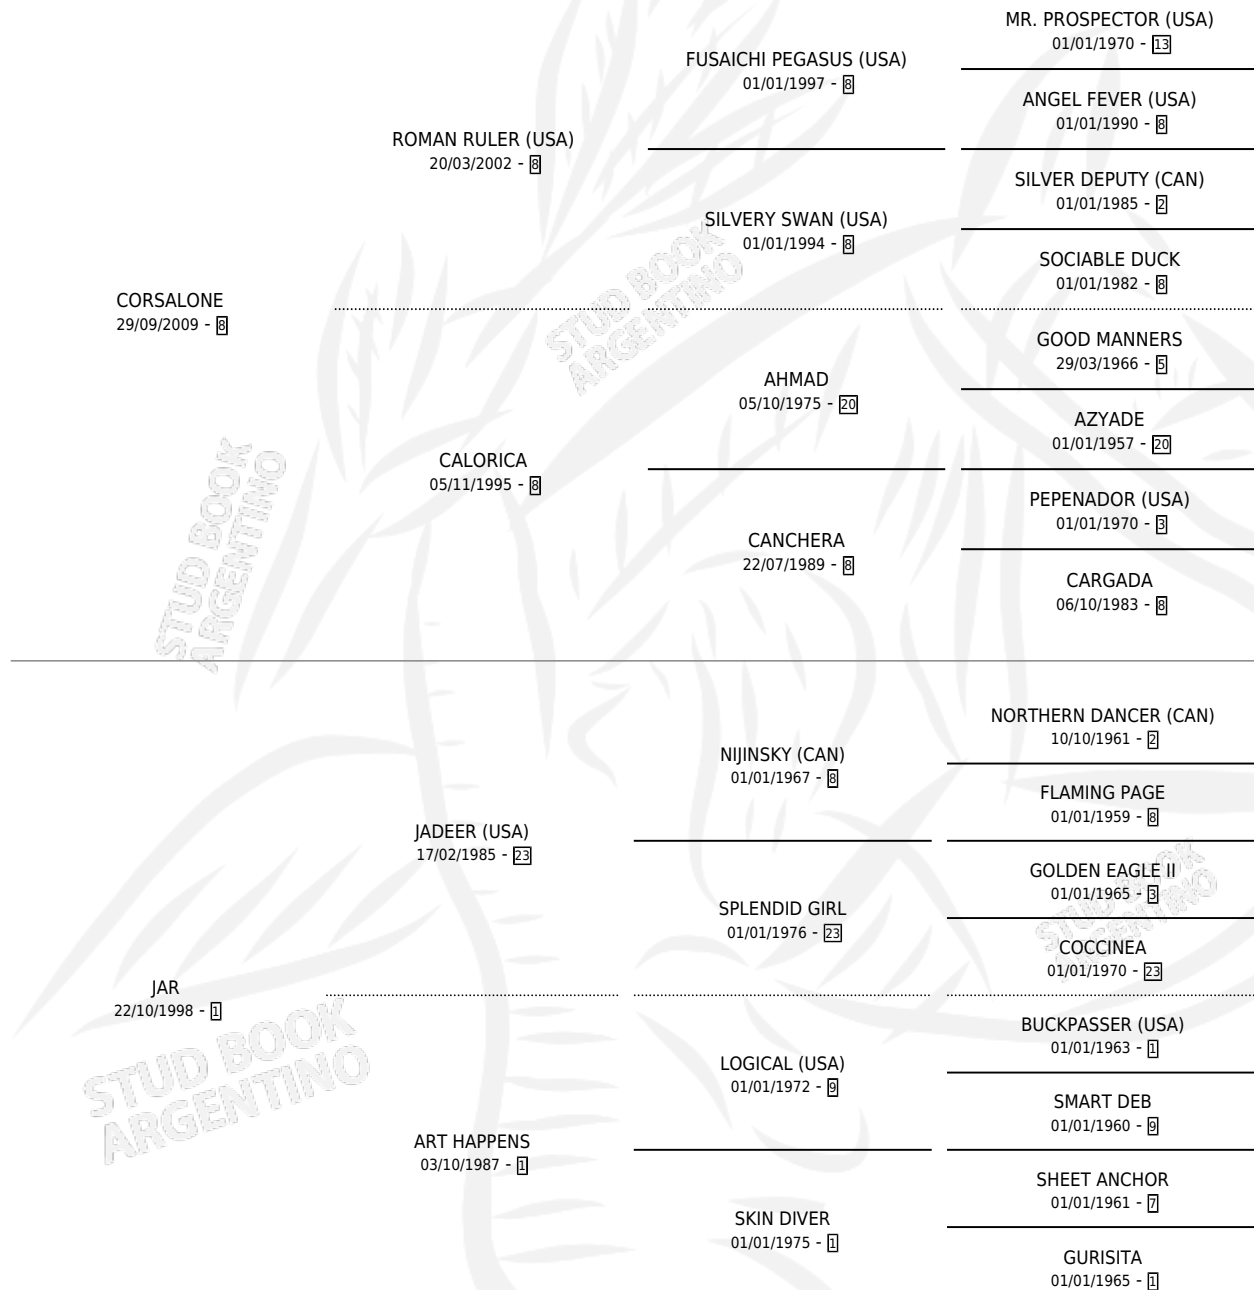 MR. PROSPECTOR (USA)
01/01/1970 - 13
FUSAICHI PEGASUS (USA)
01/01/1997 - 8
ANGEL FEVER (USA)
01/01/1990 - 8
ROMAN RULER (USA)
20/03/2002 - 8
SILVER DEPUTY (CAN)
01/01/1985 - 2
SILVERY SWAN (USA)
01/01/1994 - 8
SOCIABLE DUCK
01/01/1982 - 8
CORSALONE
29/09/2009 - 8
STUD BOOK
ARGENTINO
GOOD MANNERS
29/03/1966 - 5
AHMAD
05/10/1975 - 20
AZYADE
01/01/1957 - 20
CALORICA
05/11/1995 - 8
PEPENADOR (USA)
01/01/1970 - 3
CANCHERA
22/07/1989 - 8
CARGADA
06/10/1983 - 8
STUD BOOK
ARGENTINO
NORTHERN DANCER (CAN)
10/10/1961 - 2
NIJINSKY (CAN)
01/01/1967 - 8
FLAMING PAGE
01/01/1959 - 8
JADEER (USA)
17/02/1985 - 23
GOLDEN EAGLE II
01/01/1965 - 3
SPLENDID GIRL
01/01/1976 - 23
COCCINEA
01/01/1970 - 23
STUD BOOK
ARGENTINO
JAR
22/10/1998 - 1
BUCKPASSER (USA)
01/01/1963 - 1
LOGICAL (USA)
01/01/1972 - 9
SMART DEB
01/01/1960 - 9
STUD BOOK
ARGENTINO
ART HAPPENS
03/10/1987 - 1
SHEET ANCHOR
01/01/1961 - 7
SKIN DIVER
01/01/1975 - 1
GURISITA
01/01/1965 - 1